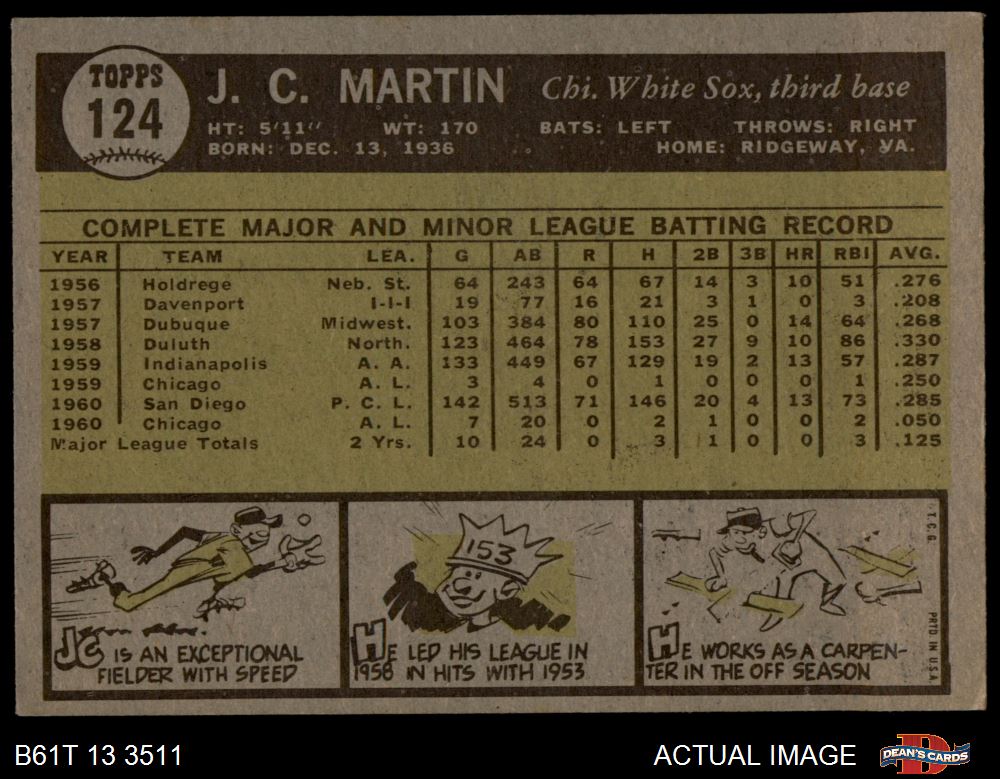 TOPPS
124
J. C. MARTIN
Chi. White Sox, third base
HT: 5'11" WT: 170 BATS: LEFT THROWS: RIGHT
BORN: DEC. 13, 1936 HOME: RIDGEWAY, VA.
COMPLETE MAJOR AND MINOR LEAGUE BATTING RECORD
YEAR TEAM LEA. G AB R H 2B 3B HR RBI AVG.
1956 Holdrege Neb. St. 64 243 64 67 14 3 10 51 .276
1957 Davenport I-I-I 19 77 16 21 3 1 0 3 .208
1957 Dubuque Midwest. 103 384 80 110 25 0 14 64 .268
1958 Duluth North. 123 464 78 153 27 9 10 86 .330
1959 Indianapolis A. A. 133 449 67 129 19 2 13 57 .287
1959 Chicago A. L. 3 4 0 1 0 0 0 1 .250
1960 San Diego P. C. L. 142 513 71 146 20 4 13 73 .285
1960 Chicago A. L. 7 20 0 2 1 0 0 2 .050
Major League Totals 2 Yrs. 10 24 0 3 1 0 0 3 .125
JC IS AN EXCEPTIONAL
FIELDER WITH SPEED
153
HE LED HIS LEAGUE IN
1958 IN HITS WITH 1953
HE WORKS AS A CARPEN-
TER IN THE OFF SEASON
T.C.G.
PRTD IN U.S.A.
B61T 13 3511
ACTUAL IMAGE
DEAN'S CARDS